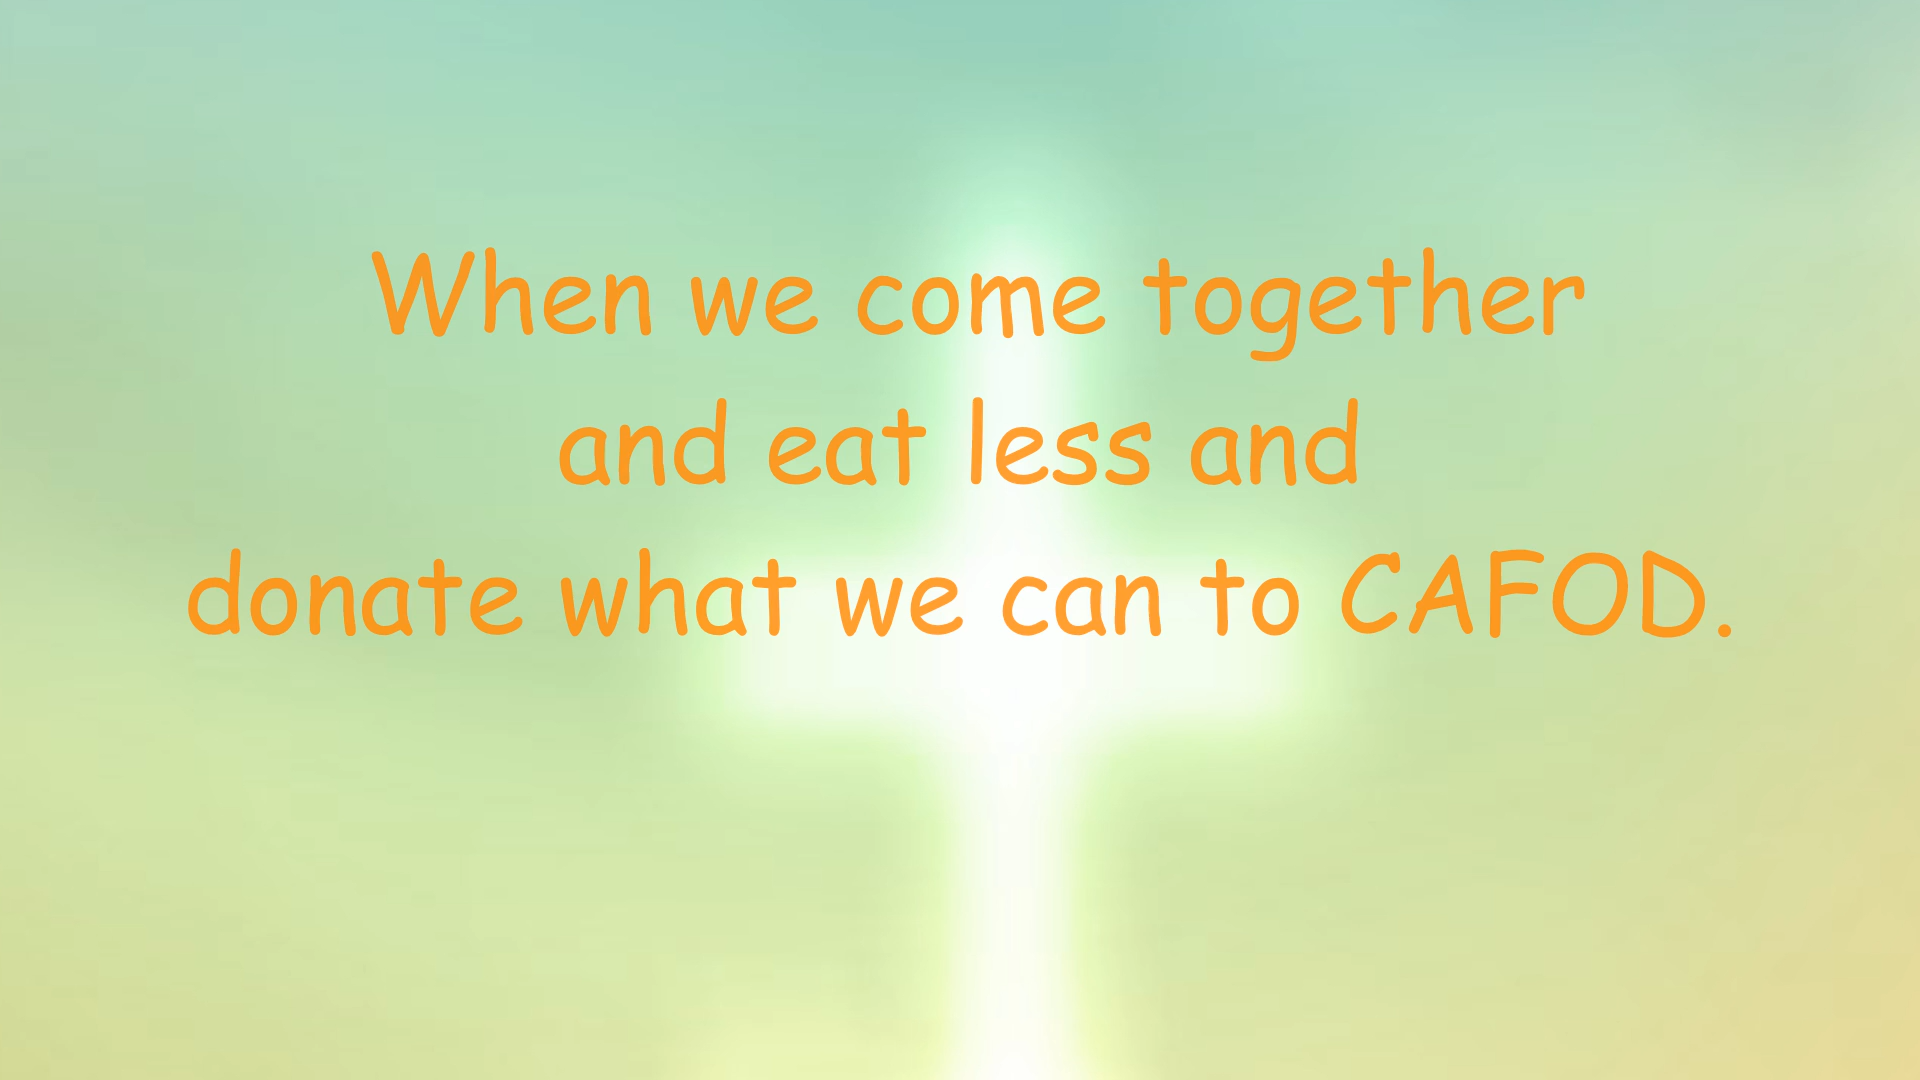 When we come together
and eat less and
donate what we can to CAFOD.